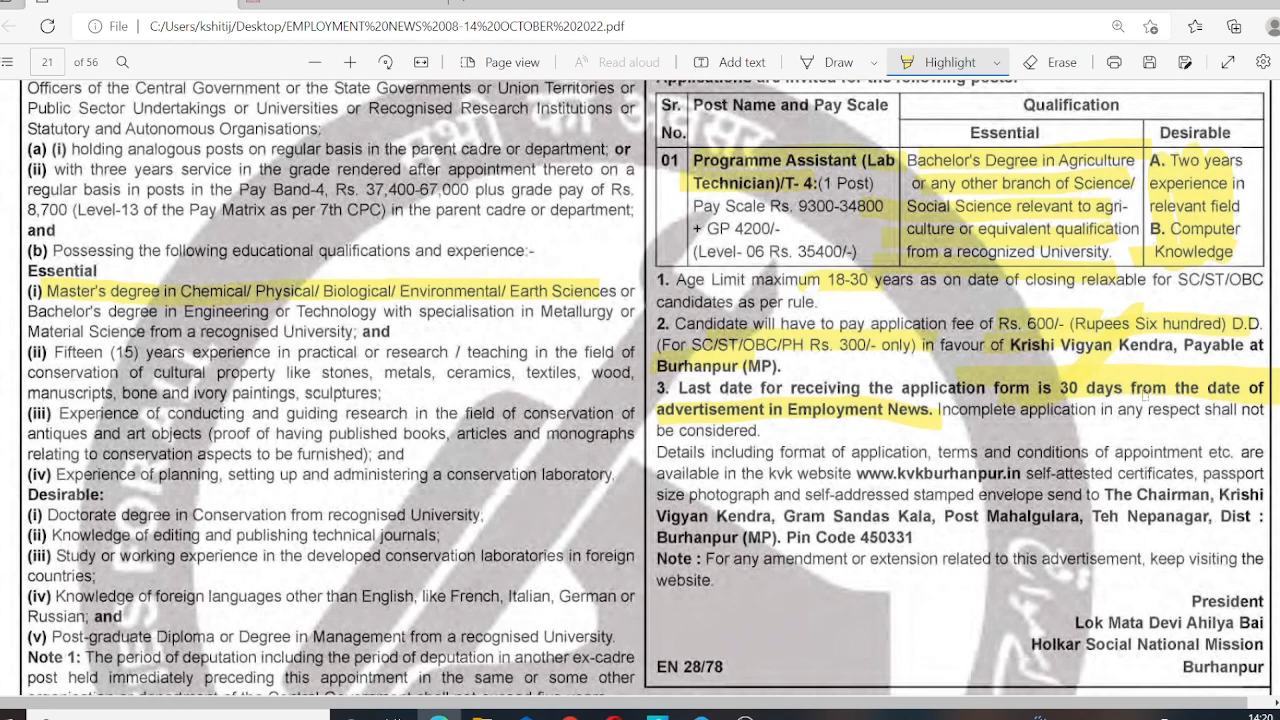 File
C:/Users/kshitij/Desktop/EMPLOYMENT%20NEWS%2008-14%20OCTOBER%202022.pdf
21 of 56
Page view
Read aloud
Add text
Draw
Highlight
Erase
Officers of the Central Government or the State Governments or Union Territories or
Public Sector Undertakings or Universities or Recognised Research Institutions or
Statutory and Autonomous Organisations;
(a) (i) holding analogous posts on regular basis in the parent cadre or department; or
(ii) with three years service in the grade rendered after appointment thereto on a
regular basis in posts in the Pay Band-4, Rs. 37,400-67,000 plus grade pay of Rs.
8,700 (Level-13 of the Pay Matrix as per 7th CPC) in the parent cadre or department;
and
(b) Possessing the following educational qualifications and experience:-
Essential
(i) Master's degree in Chemical/ Physical/ Biological/ Environmental/ Earth Sciences or
Bachelor's degree in Engineering or Technology with specialisation in Metallurgy or
Material Science from a recognised University; and
(ii) Fifteen (15) years experience in practical or research / teaching in the field of
conservation of cultural property like stones, metals, ceramics, textiles, wood,
manuscripts, bone and ivory paintings, sculptures;
(iii) Experience of conducting and guiding research in the field of conservation of
antiques and art objects (proof of having published books, articles and monographs
relating to conservation aspects to be furnished); and
(iv) Experience of planning, setting up and administering a conservation laboratory.
Desirable:
(i) Doctorate degree in Conservation from recognised University;
(ii) Knowledge of editing and publishing technical journals;
(iii) Study or working experience in the developed conservation laboratories in foreign
countries;
(iv) Knowledge of foreign languages other than English, like French, Italian, German or
Russian; and
(v) Post-graduate Diploma or Degree in Management from a recognised University.
Note 1: The period of deputation including the period of deputation in another ex-cadre
post held immediately preceding this appointment in the same or some other
Applications are invited for the following posts:
Sr. No.
Post Name and Pay Scale
Qualification
Essential
Desirable
01
Programme Assistant (Lab
Technician)/T- 4:(1 Post)
Pay Scale Rs. 9300-34800
+ GP 4200/-
(Level- 06 Rs. 35400/-)
Bachelor's Degree in Agriculture
or any other branch of Science/
Social Science relevant to agri-
culture or equivalent qualification
from a recognized University.
A. Two years
experience in
relevant field
B. Computer
Knowledge
1. Age Limit maximum 18-30 years as on date of closing relaxable for SC/ST/OBC
candidates as per rule.
2. Candidate will have to pay application fee of Rs. 600/- (Rupees Six hundred) D.D.
(For SC/ST/OBC/PH Rs. 300/- only) in favour of Krishi Vigyan Kendra, Payable at
Burhanpur (MP).
3. Last date for receiving the application form is 30 days from the date of
advertisement in Employment News. Incomplete application in any respect shall not
be considered.
Details including format of application, terms and conditions of appointment etc. are
available in the kvk website www.kvkburhanpur.in self-attested certificates, passport
size photograph and self-addressed stamped envelope send to The Chairman, Krishi
Vigyan Kendra, Gram Sandas Kala, Post Mahalgulara, Teh Nepanagar, Dist :
Burhanpur (MP). Pin Code 450331
Note : For any amendment or extension related to this advertisement, keep visiting the
website.
President
Lok Mata Devi Ahilya Bai
Holkar Social National Mission
EN 28/78
Burhanpur
14:20